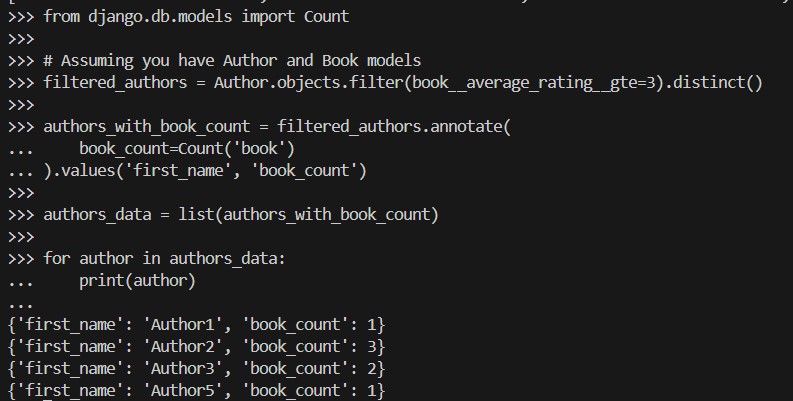 >>> from django.db.models import Count
>>>
>>> # Assuming you have Author and Book models
>>> filtered_authors = Author.objects.filter(book__average_rating__gte=3).distinct()
>>>
>>> authors_with_book_count = filtered_authors.annotate(
...     book_count=Count('book')
... ).values('first_name', 'book_count')
>>>
>>> authors_data = list(authors_with_book_count)
>>>
>>> for author in authors_data:
...     print(author)
...
{'first_name': 'Author1', 'book_count': 1}
{'first_name': 'Author2', 'book_count': 3}
{'first_name': 'Author3', 'book_count': 2}
{'first_name': 'Author5', 'book_count': 1}